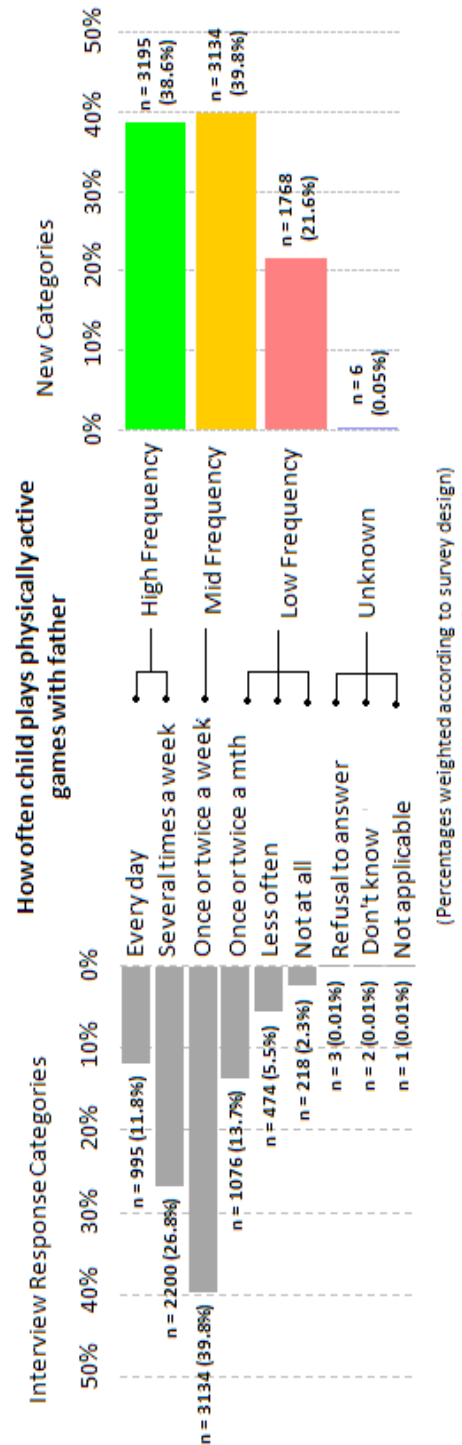 How often child plays physically active
games with father
Interview Response Categories
New Categories
50%
40%
30%
20%
10%
0%
0%
10%
20%
30%
40%
50%
n = 995 (11.8%)
Every day
n = 2200 (26.8%)
Several times a week
n = 3134 (39.8%)
Once or twice a week
n = 1076 (13.7%)
Once or twice a mth
n = 474 (5.5%)
Less often
n = 218 (2.3%)
Not at all
n = 3 (0.01%)
Refusal to answer
n = 2 (0.01%)
Don't know
n = 1 (0.01%)
Not applicable
High Frequency
n = 3195
(38.6%)
Mid Frequency
n = 3134
(39.8%)
Low Frequency
n = 1768
(21.6%)
Unknown
n = 6
(0.05%)
(Percentages weighted according to survey design)